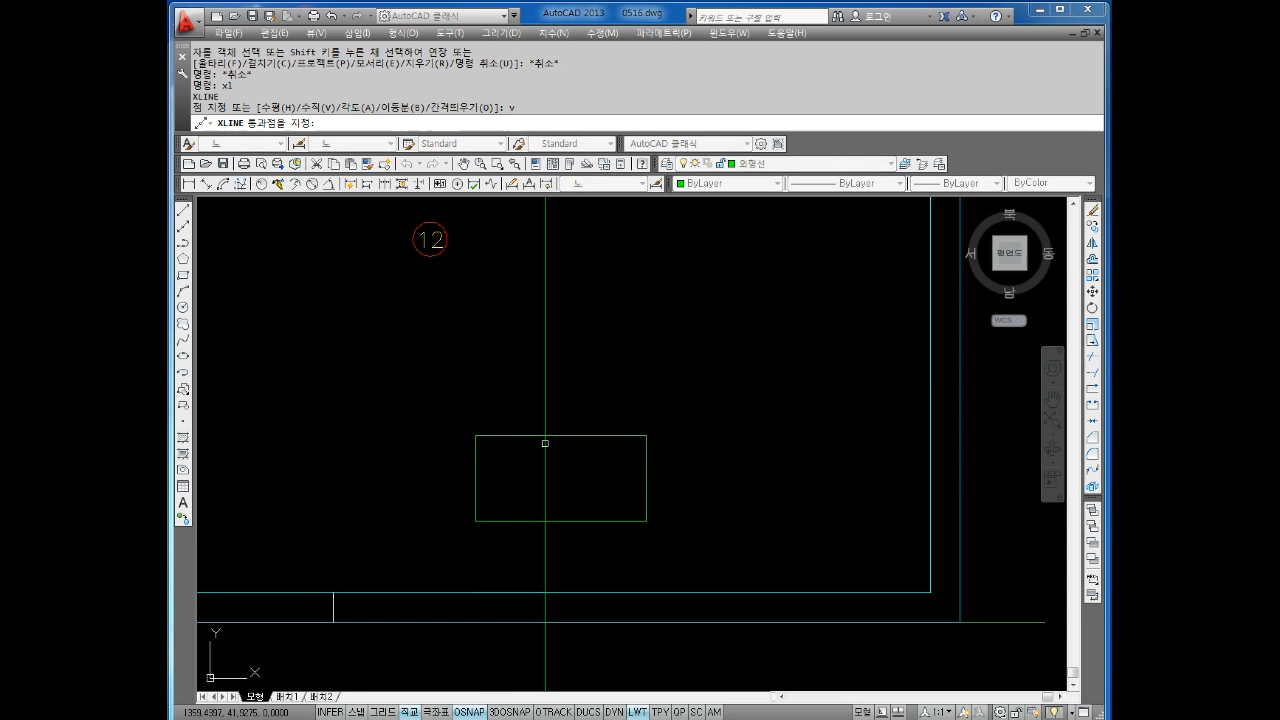 AutoCAD 클래식
AutoCAD 2013 0516.dwg
키워드 또는 구절 입력
로그인
파일(F) 편집(E) 뷰(V) 삽입(I) 형식(O) 도구(T) 그리기(D) 치수(N) 수정(M) 파라메트릭(P) 윈도우(W) 도움말(H)
자를 객체 선택 또는 Shift 키를 누른 채 선택하여 연장 또는
[울타리(F)/걸치기(C)/프로젝트(P)/모서리(E)/지우기(R)/명령 취소(U)]: *취소*
명령: *취소*
명령: xl
XLINE
점 지정 또는 [수평(H)/수직(V)/각도(A)/이등분(B)/간격띄우기(O)]: v
XLINE 통과점을 지정:
Standard Standard AutoCAD 클래식
외형선
ByLayer ByLayer ByLayer ByColor
12
북
서 평면도 동
남
WCS
Y
X
모형 배치1 배치2
1359.4397, 41.9275, 0.0000 INFER 스냅 그리드 직교 극좌표 OSNAP 3DOSNAP OTRACK DUCS DYN LWT TPY QP SC AM 모형 1:1